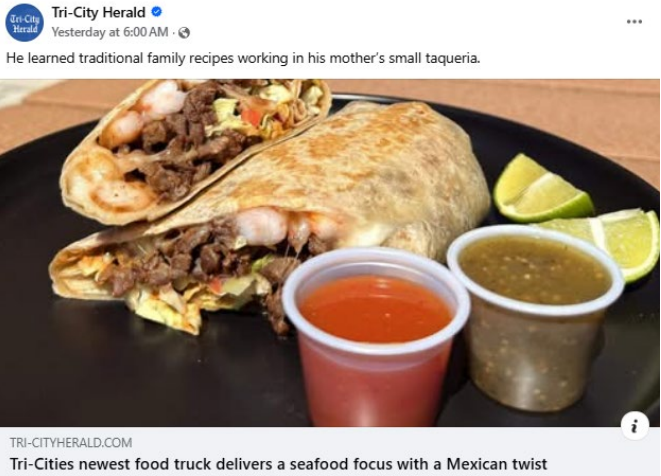 Tri-City Herald
Tri-City
Herald
Yesterday at 6:00 AM ·
He learned traditional family recipes working in his mother's small taqueria.
i
TRI-CITYHERALD.COM
Tri-Cities newest food truck delivers a seafood focus with a Mexican twist